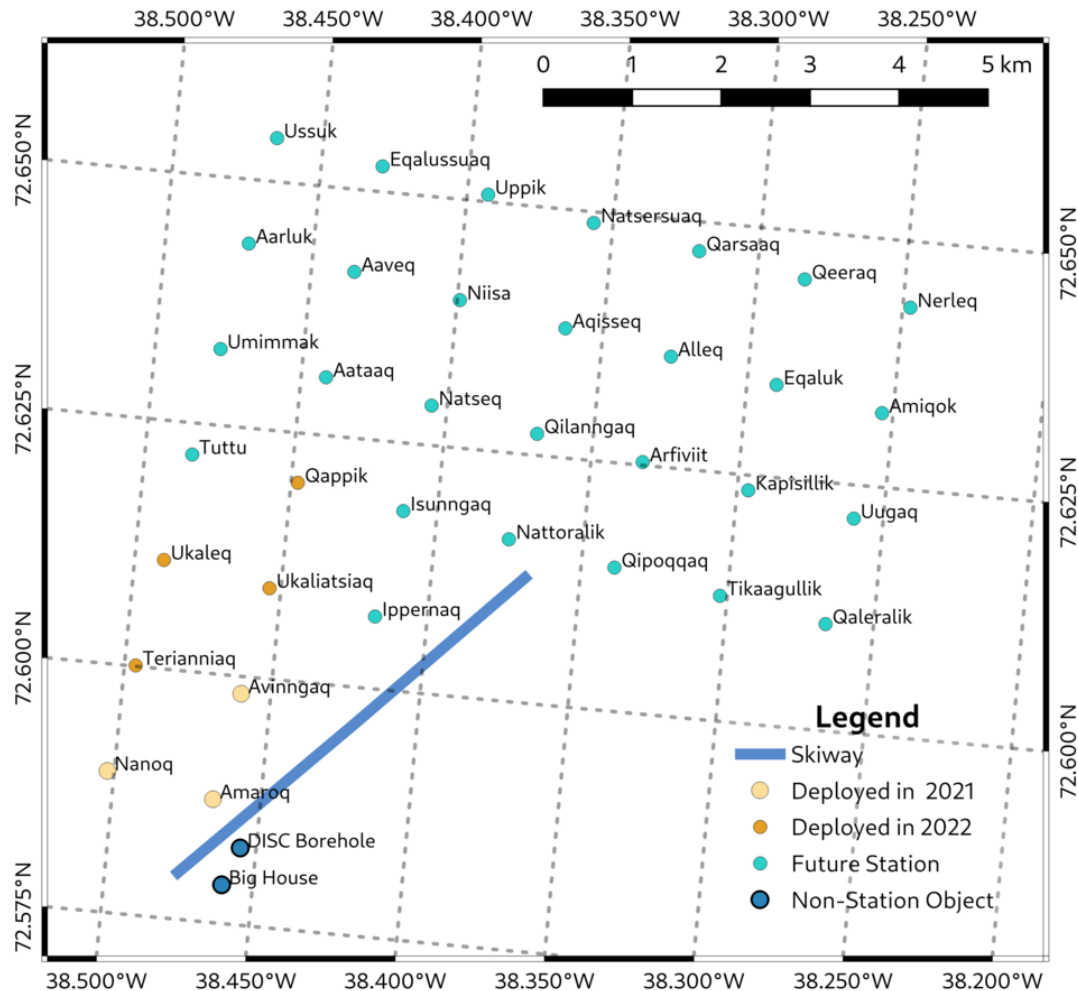 38.500°W 38.450°W 38.400°W 38.350°W 38.300°W 38.250°W
0 1 2 3 4 5 km
72.650°N
72.625°N
72.600°N
72.575°N
Ussuk
Eqalussuaq
Uppik
Natsersuaq
Qarsaaq
Qeeraq
Nerleq
Aarluk
Aaveq
Niisa
Aqisseq
Alleq
Eqaluk
Amiqok
Umimmak
Aataaq
Natseq
Qilanngaq
Arfiviit
Kapisillik
Uugaq
Tuttu
Qappik
Isunngaq
Nattoralik
Qipoqqaq
Tikaagullik
Qaleralik
Ukaleq
Ukaliatsiaq
Ippernaq
Terianniaq
Avinngaq
Nanoq
Amaroq
DISC Borehole
Big House
72.650°N
72.625°N
72.600°N
Legend
Skiway
Deployed in 2021
Deployed in 2022
Future Station
Non-Station Object
38.500°W 38.450°W 38.400°W 38.350°W 38.300°W 38.250°W 38.200°W